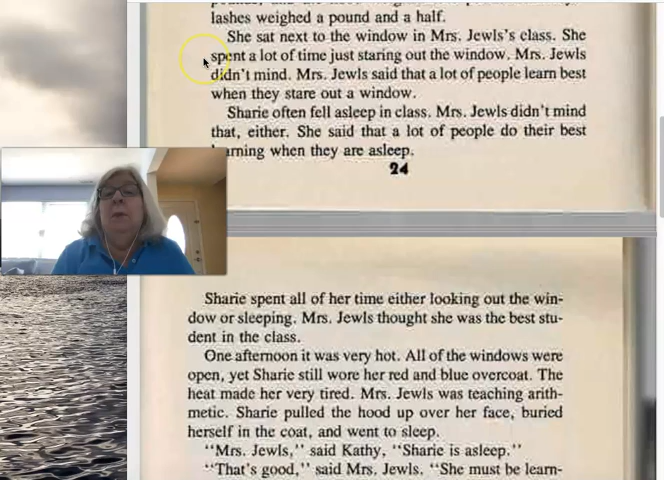 lashes weighed a pound and a half.
She sat next to the window in Mrs. Jewls's class. She
spent a lot of time just staring out the window. Mrs. Jewls
didn't mind. Mrs. Jewls said that a lot of people learn best
when they stare out a window.
Sharie often fell asleep in class. Mrs. Jewls didn't mind
that, either. She said that a lot of people do their best
arning when they are asleep.
24
Sharie spent all of her time either looking out the win-
dow or sleeping. Mrs. Jewls thought she was the best stu-
dent in the class.
One afternoon it was very hot. All of the windows were
open, yet Sharie still wore her red and blue overcoat. The
heat made her very tired. Mrs. Jewls was teaching arith-
metic. Sharie pulled the hood up over her face, buried
herself in the coat, and went to sleep.
"Mrs. Jewls," said Kathy, "Sharie is asleep."
"That's good," said Mrs. Jewls. "She must be learn-